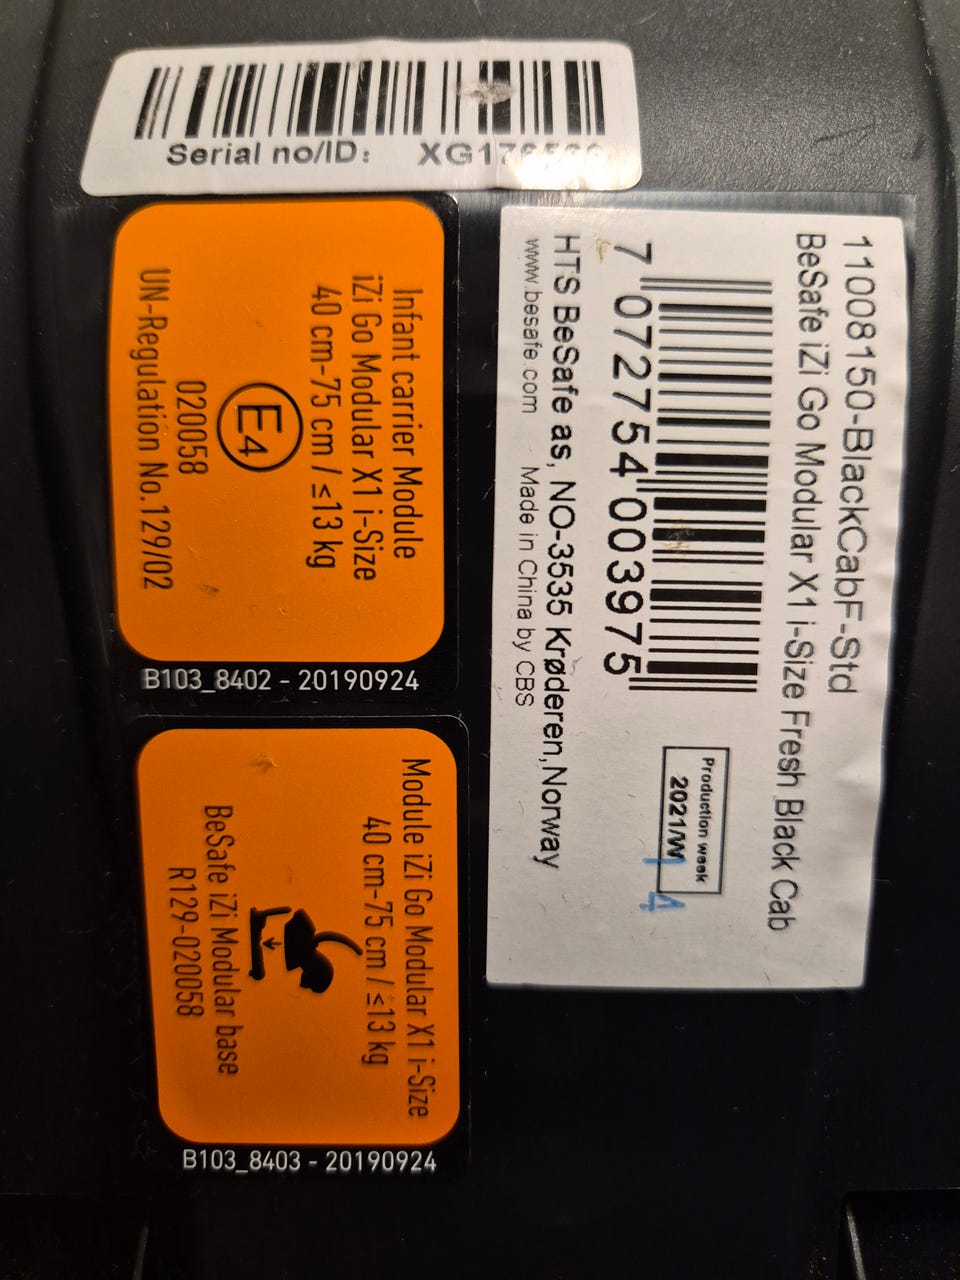 Serial no/ID:
11008150-BlackCabF-Std
BeSafe iZi Go Modular X1 i-Size Fresh Black Cab
7 072754 003975
Production week
2021/W14
HTS BeSafe as, NO-3535 Krøderen,Norway
www.besafe.com Made in China by CBS
Infant carrier Module
iZi Go Modular X1 i-Size
40 cm-75 cm / ≤13 kg
E4
020058
UN-Regulation No.129/02
B103_8402 - 20190924
Module iZi Go Modular X1 i-Size
40 cm-75 cm / ≤13 kg
BeSafe iZi Modular base
R129-020058
B103_8403 - 20190924